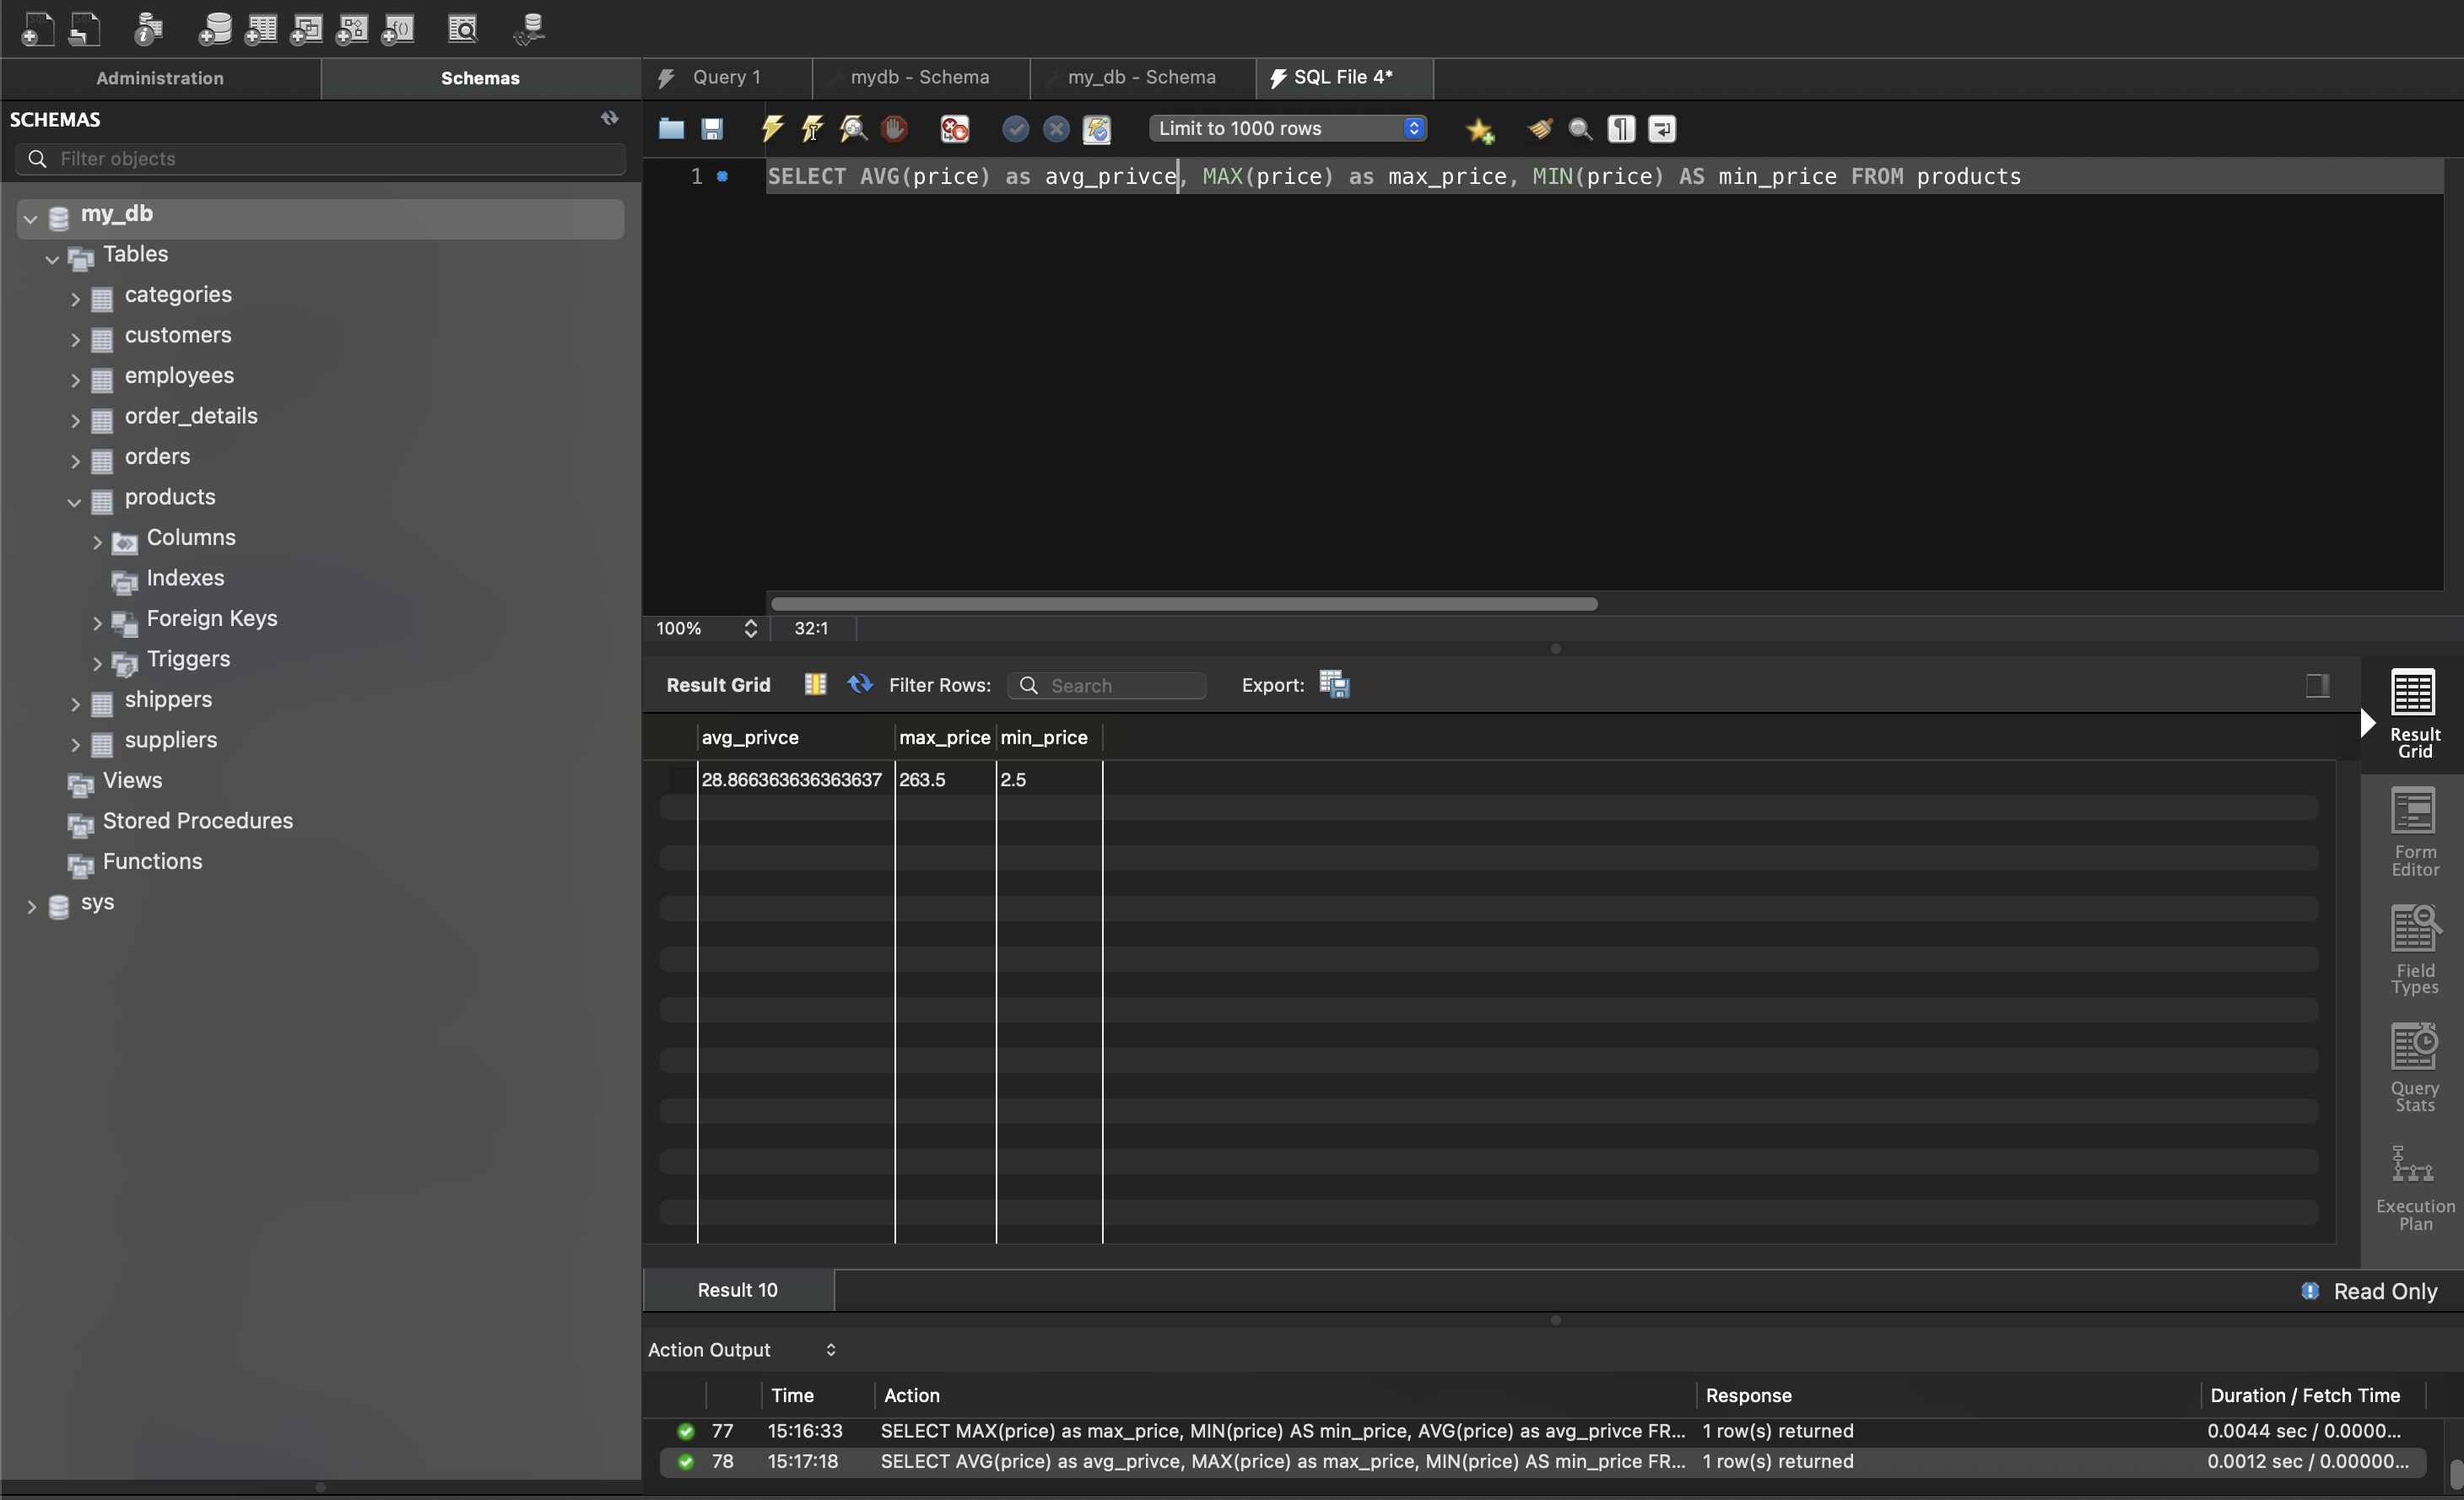 Administration
Schemas
Query 1
mydb - Schema
my_db - Schema
SQL File 4*
SCHEMAS
Filter objects
Limit to 1000 rows
1
SELECT AVG(price) as avg_privce, MAX(price) as max_price, MIN(price) AS min_price FROM products
my_db
Tables
categories
customers
employees
order_details
orders
products
Columns
Indexes
Foreign Keys
Triggers
shippers
suppliers
Views
Stored Procedures
Functions
sys
100%
32:1
Result Grid
Filter Rows:
Search
Export:
avg_privce
max_price
min_price
28.866363636363637
263.5
2.5
Result
Grid
Form
Editor
Field
Types
Query
Stats
Execution
Plan
Result 10
Read Only
Action Output
Time
Action
Response
Duration / Fetch Time
77 15:16:33 SELECT MAX(price) as max_price, MIN(price) AS min_price, AVG(price) as avg_privce FR... 1 row(s) returned 0.0044 sec / 0.0000...
78 15:17:18 SELECT AVG(price) as avg_privce, MAX(price) as max_price, MIN(price) AS min_price FR... 1 row(s) returned 0.0012 sec / 0.00000...